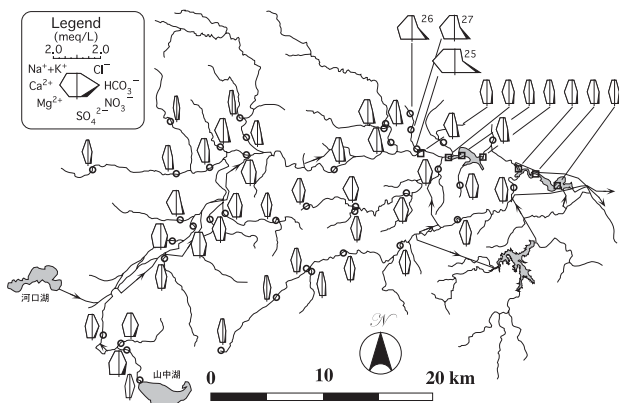 Legend
(meq/L)
2.0 2.0
Na⁺+K⁺ Cl⁻
Ca²⁺ HCO₃⁻
Mg²⁺ NO₃⁻
SO₄²⁻
26
27
25
河口湖
山中湖
N
0 10 20 km